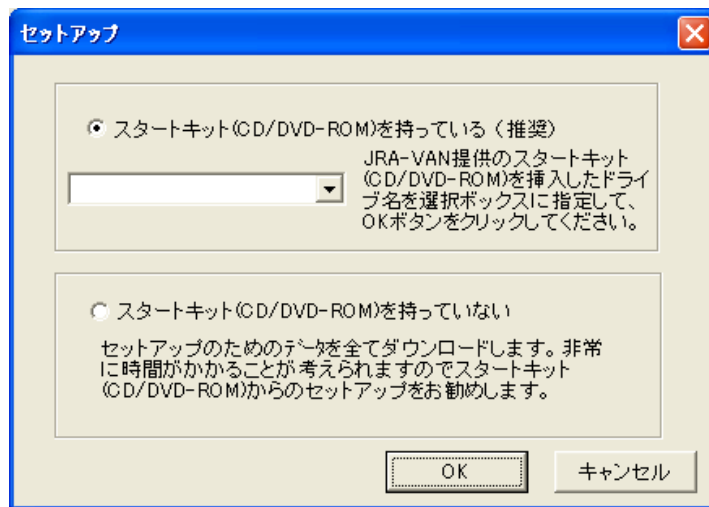 セットアップ
スタートキット(CD/DVD-ROM)を持っている(推奨)
JRA-VAN提供のスタートキット
(CD/DVD-ROM)を挿入したドライ
ブ名を選択ボックスに指定して、
OKボタンをクリックしてください。
スタートキット(CD/DVD-ROM)を持っていない
セットアップのためのデータを全てダウンロードします。非常
に時間がかかることが考えられますのでスタートキット
(CD/DVD-ROM)からのセットアップをお勧めします。
OK
キャンセル